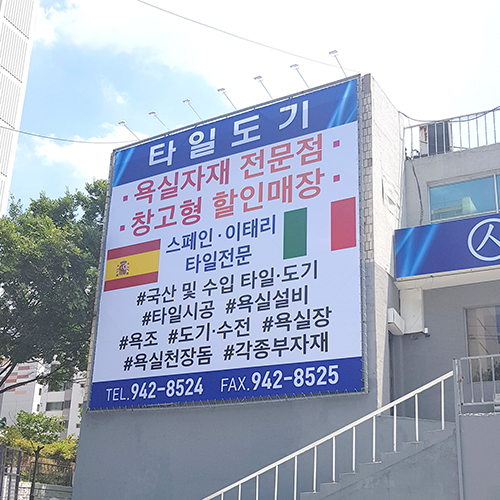 타일도기
·욕실자재 전문점·
·창고형 할인매장·
스페인·이태리
타일전문
#국산 및 수입 타일·도기
#타일시공 #욕실설비
#욕조 #도기·수전 #욕실장
#욕실천장돔 #각종부자재
TEL.942-8524 FAX.942-8525